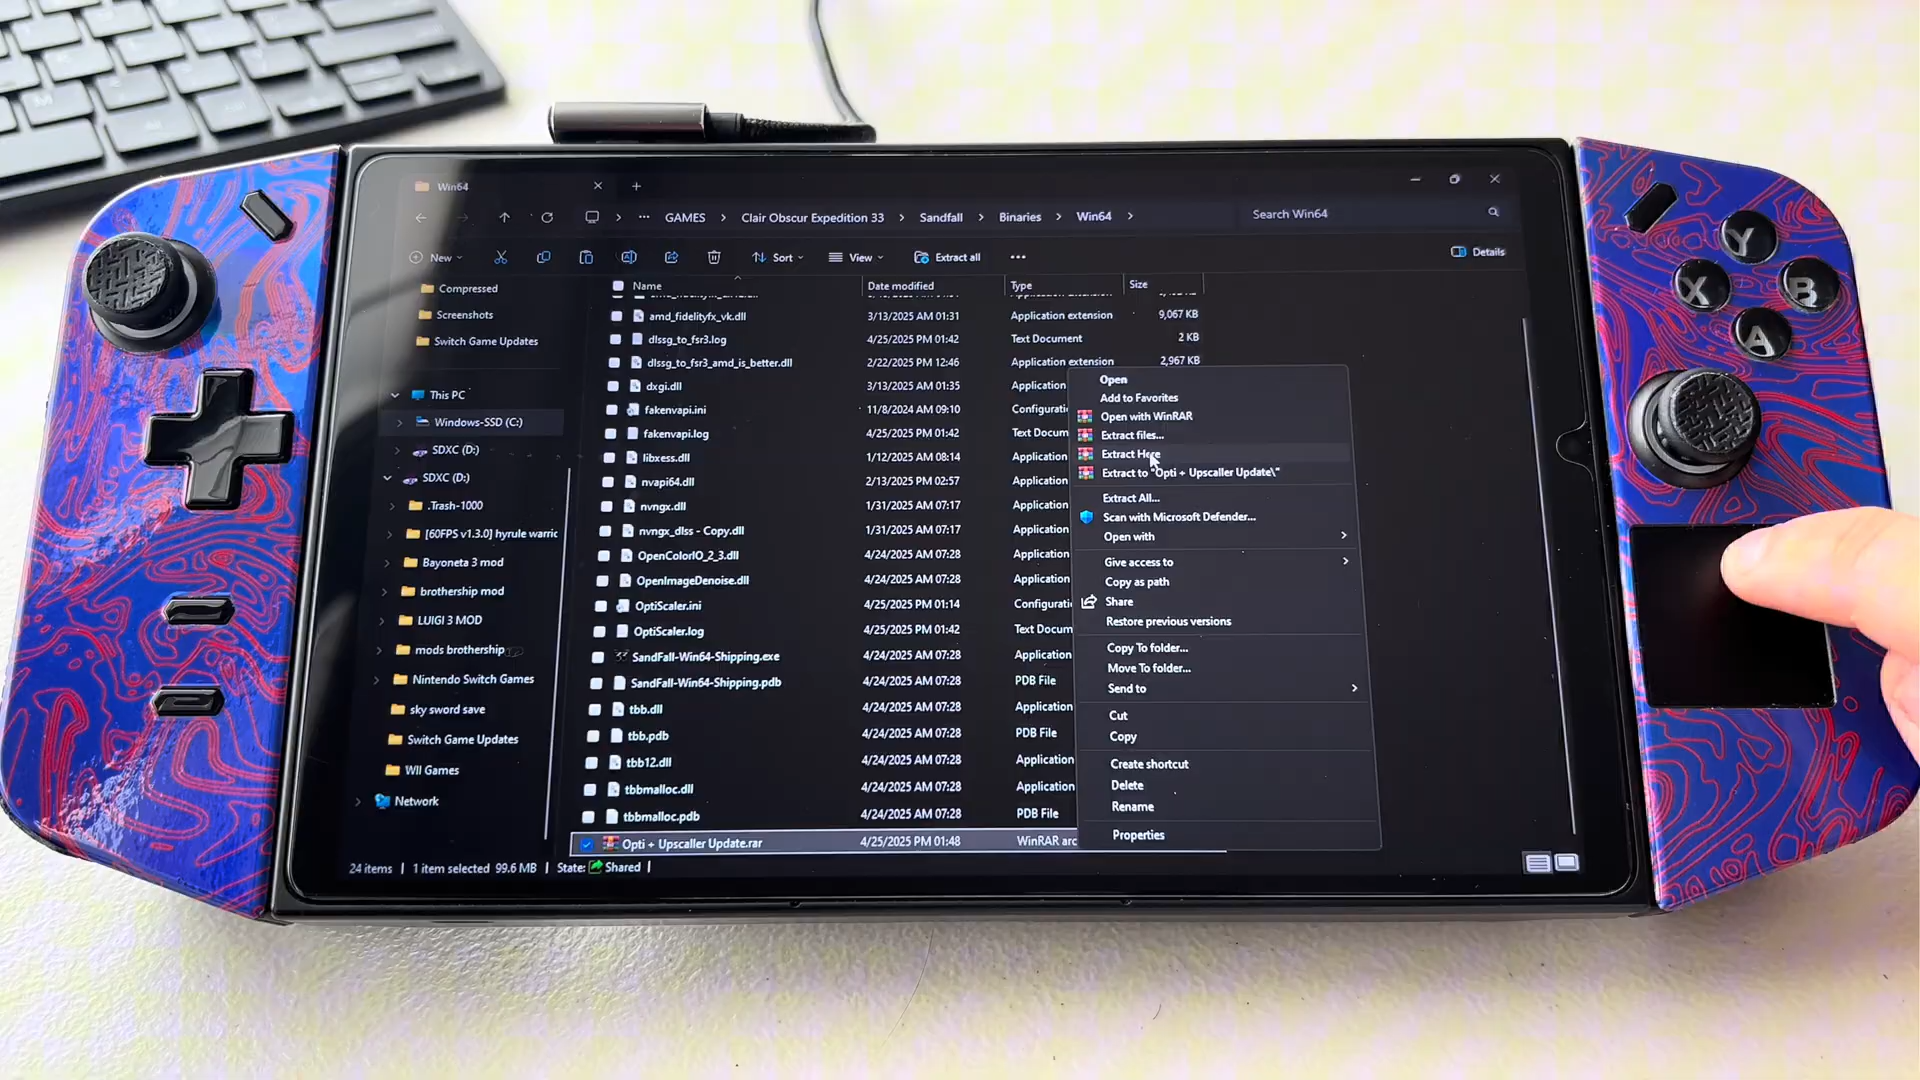 Win64
GAMES > Clair Obscur Expedition 33 > Sandfall > Binaries > Win64 >
Search Win64
New
Sort
View
Extract all
Details
Compressed
Screenshots
Switch Game Updates
This PC
Windows-SSD (C:)
SDXC (D:)
SDXC (D:)
.Trash-1000
[60FPS v1.3.0] hyrule warric
Bayoneta 3 mod
brothership mod
LUIGI 3 MOD
mods brothership
Nintendo Switch Games
sky sword save
Switch Game Updates
WII Games
Network
Name Date modified Type Size
amd_fidelityfx_vk.dll 3/13/2025 AM 01:31 Application extension 9,067 KB
dlssg_to_fsr3.log 4/25/2025 PM 01:42 Text Document 2 KB
dlssg_to_fsr3_amd_is_better.dll 2/22/2025 PM 12:46 Application extension 2,967 KB
dxgi.dll 3/13/2025 AM 01:35 Application
fakenvapi.ini 11/8/2024 AM 09:10 Configurati
fakenvapi.log 4/25/2025 PM 01:42 Text Docum
libxess.dll 1/12/2025 AM 08:14 Application
nvapi64.dll 2/13/2025 PM 02:57 Application
nvngx.dll 1/31/2025 AM 07:17 Application
nvngx_dlss - Copy.dll 1/31/2025 AM 07:17 Application
OpenColorIO_2_3.dll 4/24/2025 AM 07:28 Application
OpenImageDenoise.dll 4/24/2025 AM 07:28 Application
OptiScaler.ini 4/25/2025 PM 01:14 Configurati
OptiScaler.log 4/25/2025 PM 01:42 Text Docum
SandFall-Win64-Shipping.exe 4/24/2025 AM 07:28 Application
SandFall-Win64-Shipping.pdb 4/24/2025 AM 07:28 PDB File
tbb.dll 4/24/2025 AM 07:28 Application
tbb.pdb 4/24/2025 AM 07:28 PDB File
tbb12.dll 4/24/2025 AM 07:28 Application
tbbmalloc.dll 4/24/2025 AM 07:28 Application
tbbmalloc.pdb 4/24/2025 AM 07:28 PDB File
Opti + Upscaller Update.rar 4/25/2025 PM 01:48 WinRAR arc
Open
Add to Favorites
Open with WinRAR
Extract files...
Extract Here
Extract to "Opti + Upscaller Update\"
Extract All...
Scan with Microsoft Defender...
Open with
Give access to
Copy as path
Share
Restore previous versions
Copy To folder...
Move To folder...
Send to
Cut
Copy
Create shortcut
Delete
Rename
Properties
24 items | 1 item selected 99.6 MB | State: Shared |
Y
X
B
A